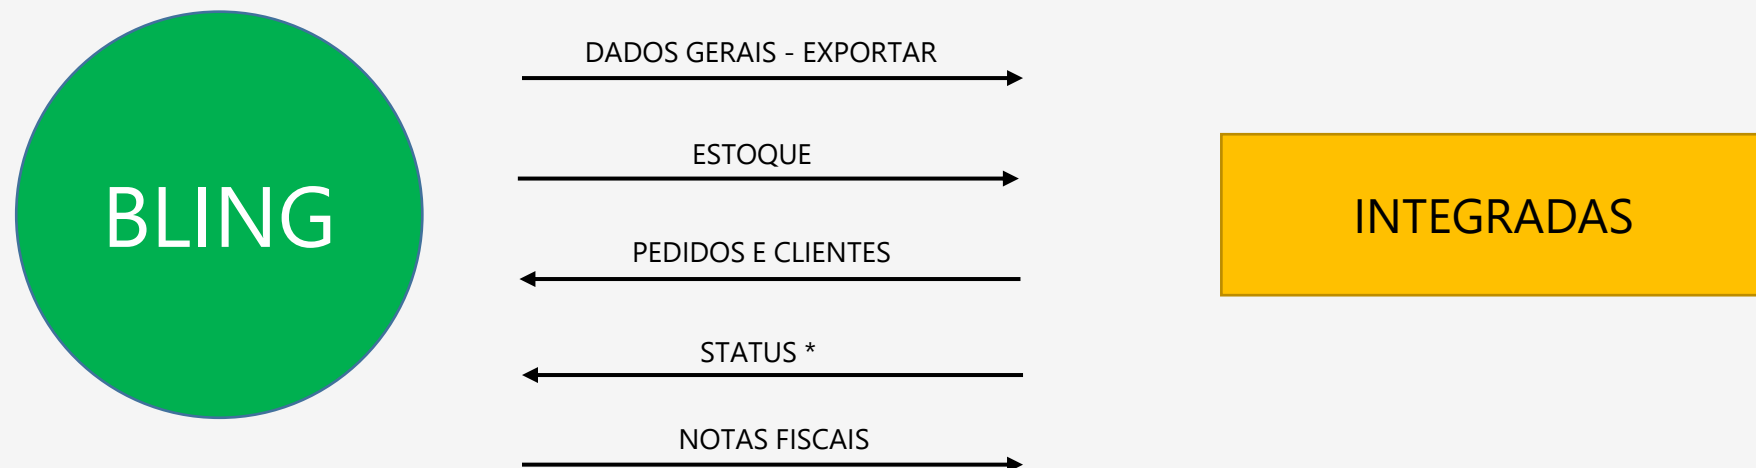 DADOS GERAIS - EXPORTAR
ESTOQUE
BLING
INTEGRADAS
PEDIDOS E CLIENTES
STATUS *
NOTAS FISCAIS